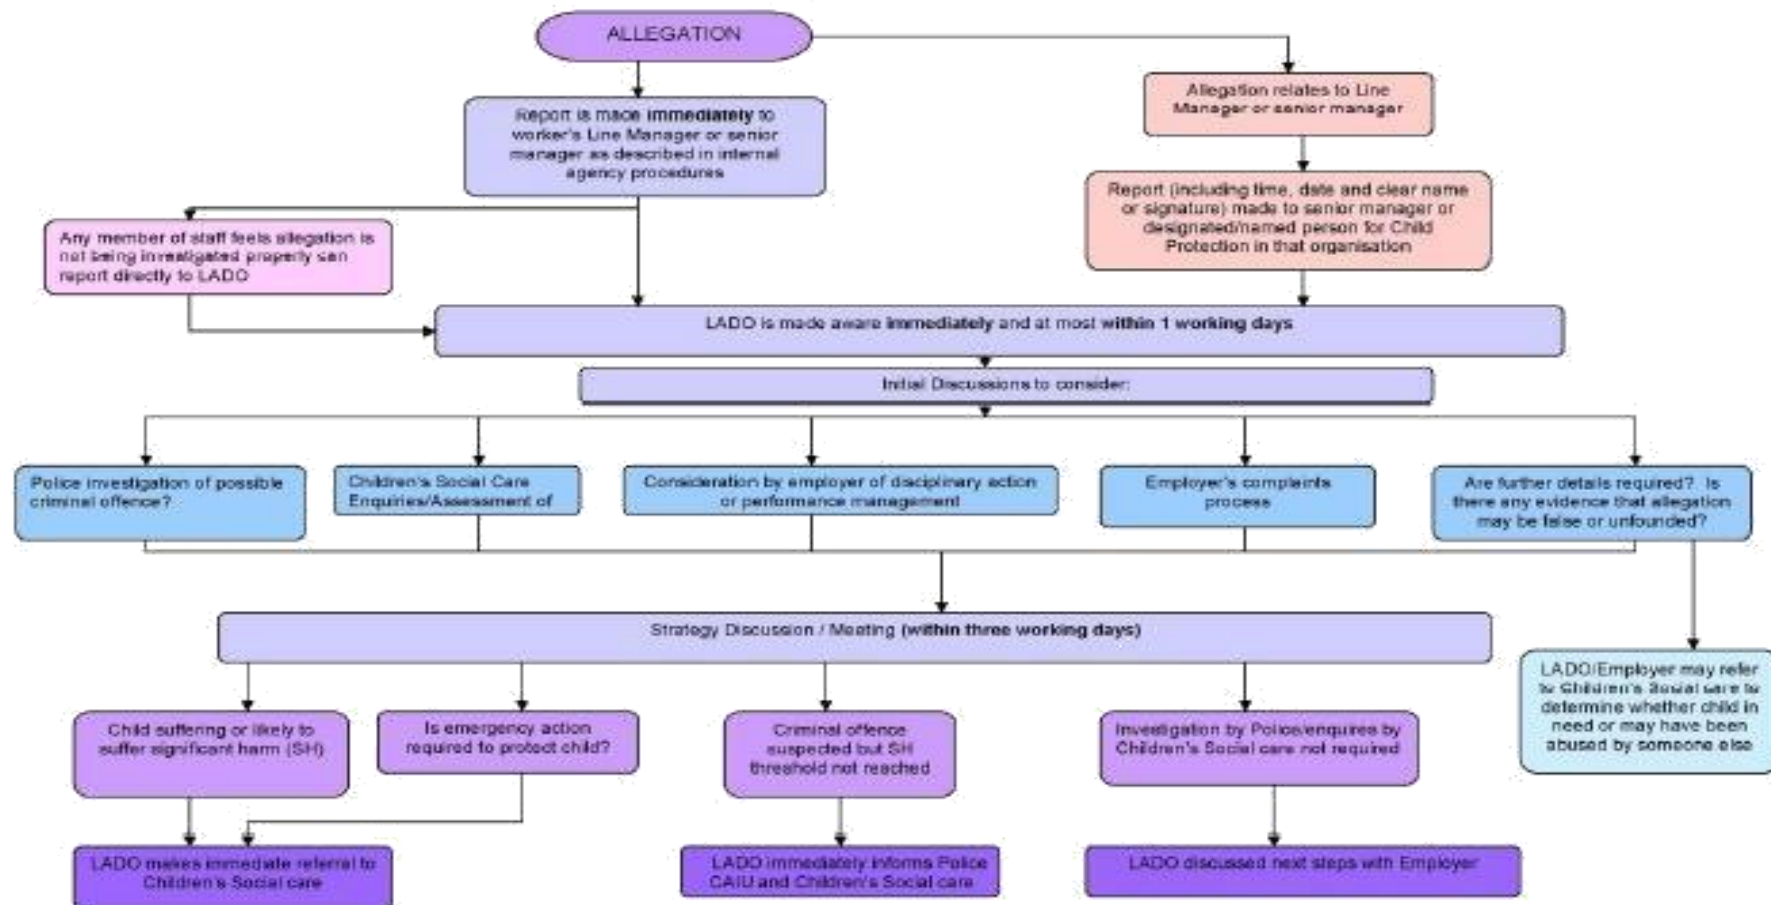 ALLEGATION
Report is made immediately to
worker's Line Manager or senior
manager as described in internal
agency procedures
Allegation relates to Line
Manager or senior manager
Report (including time, date and clear name
or signature) made to senior manager or
designated/named person for Child
Protection in that organisation
Any member of staff feels allegation is
not being investigated properly can
report directly to LADO
LADO is made aware immediately and at most within 1 working days
Initial Discussions to consider:
Police investigation of possible
criminal offence?
Children's Social Care
Enquiries/Assessment of
Consideration by employer of disciplinary action
or performance management
Employer's complaints
process
Are further details required? Is
there any evidence that allegation
may be false or unfounded?
Strategy Discussion / Meeting (within three working days)
LADO/Employer may refer
to Children's Social care to
determine whether child in
need or may have been
abused by someone else
Child suffering or likely to
suffer significant harm (SH)
Is emergency action
required to protect child?
Criminal offence
suspected but SH
threshold not reached
Investigation by Police/enquires by
Children's Social care not required
LADO makes immediate referral to
Children's Social care
LADO immediately informs Police
CAIU and Children's Social care
LADO discussed next steps with Employer